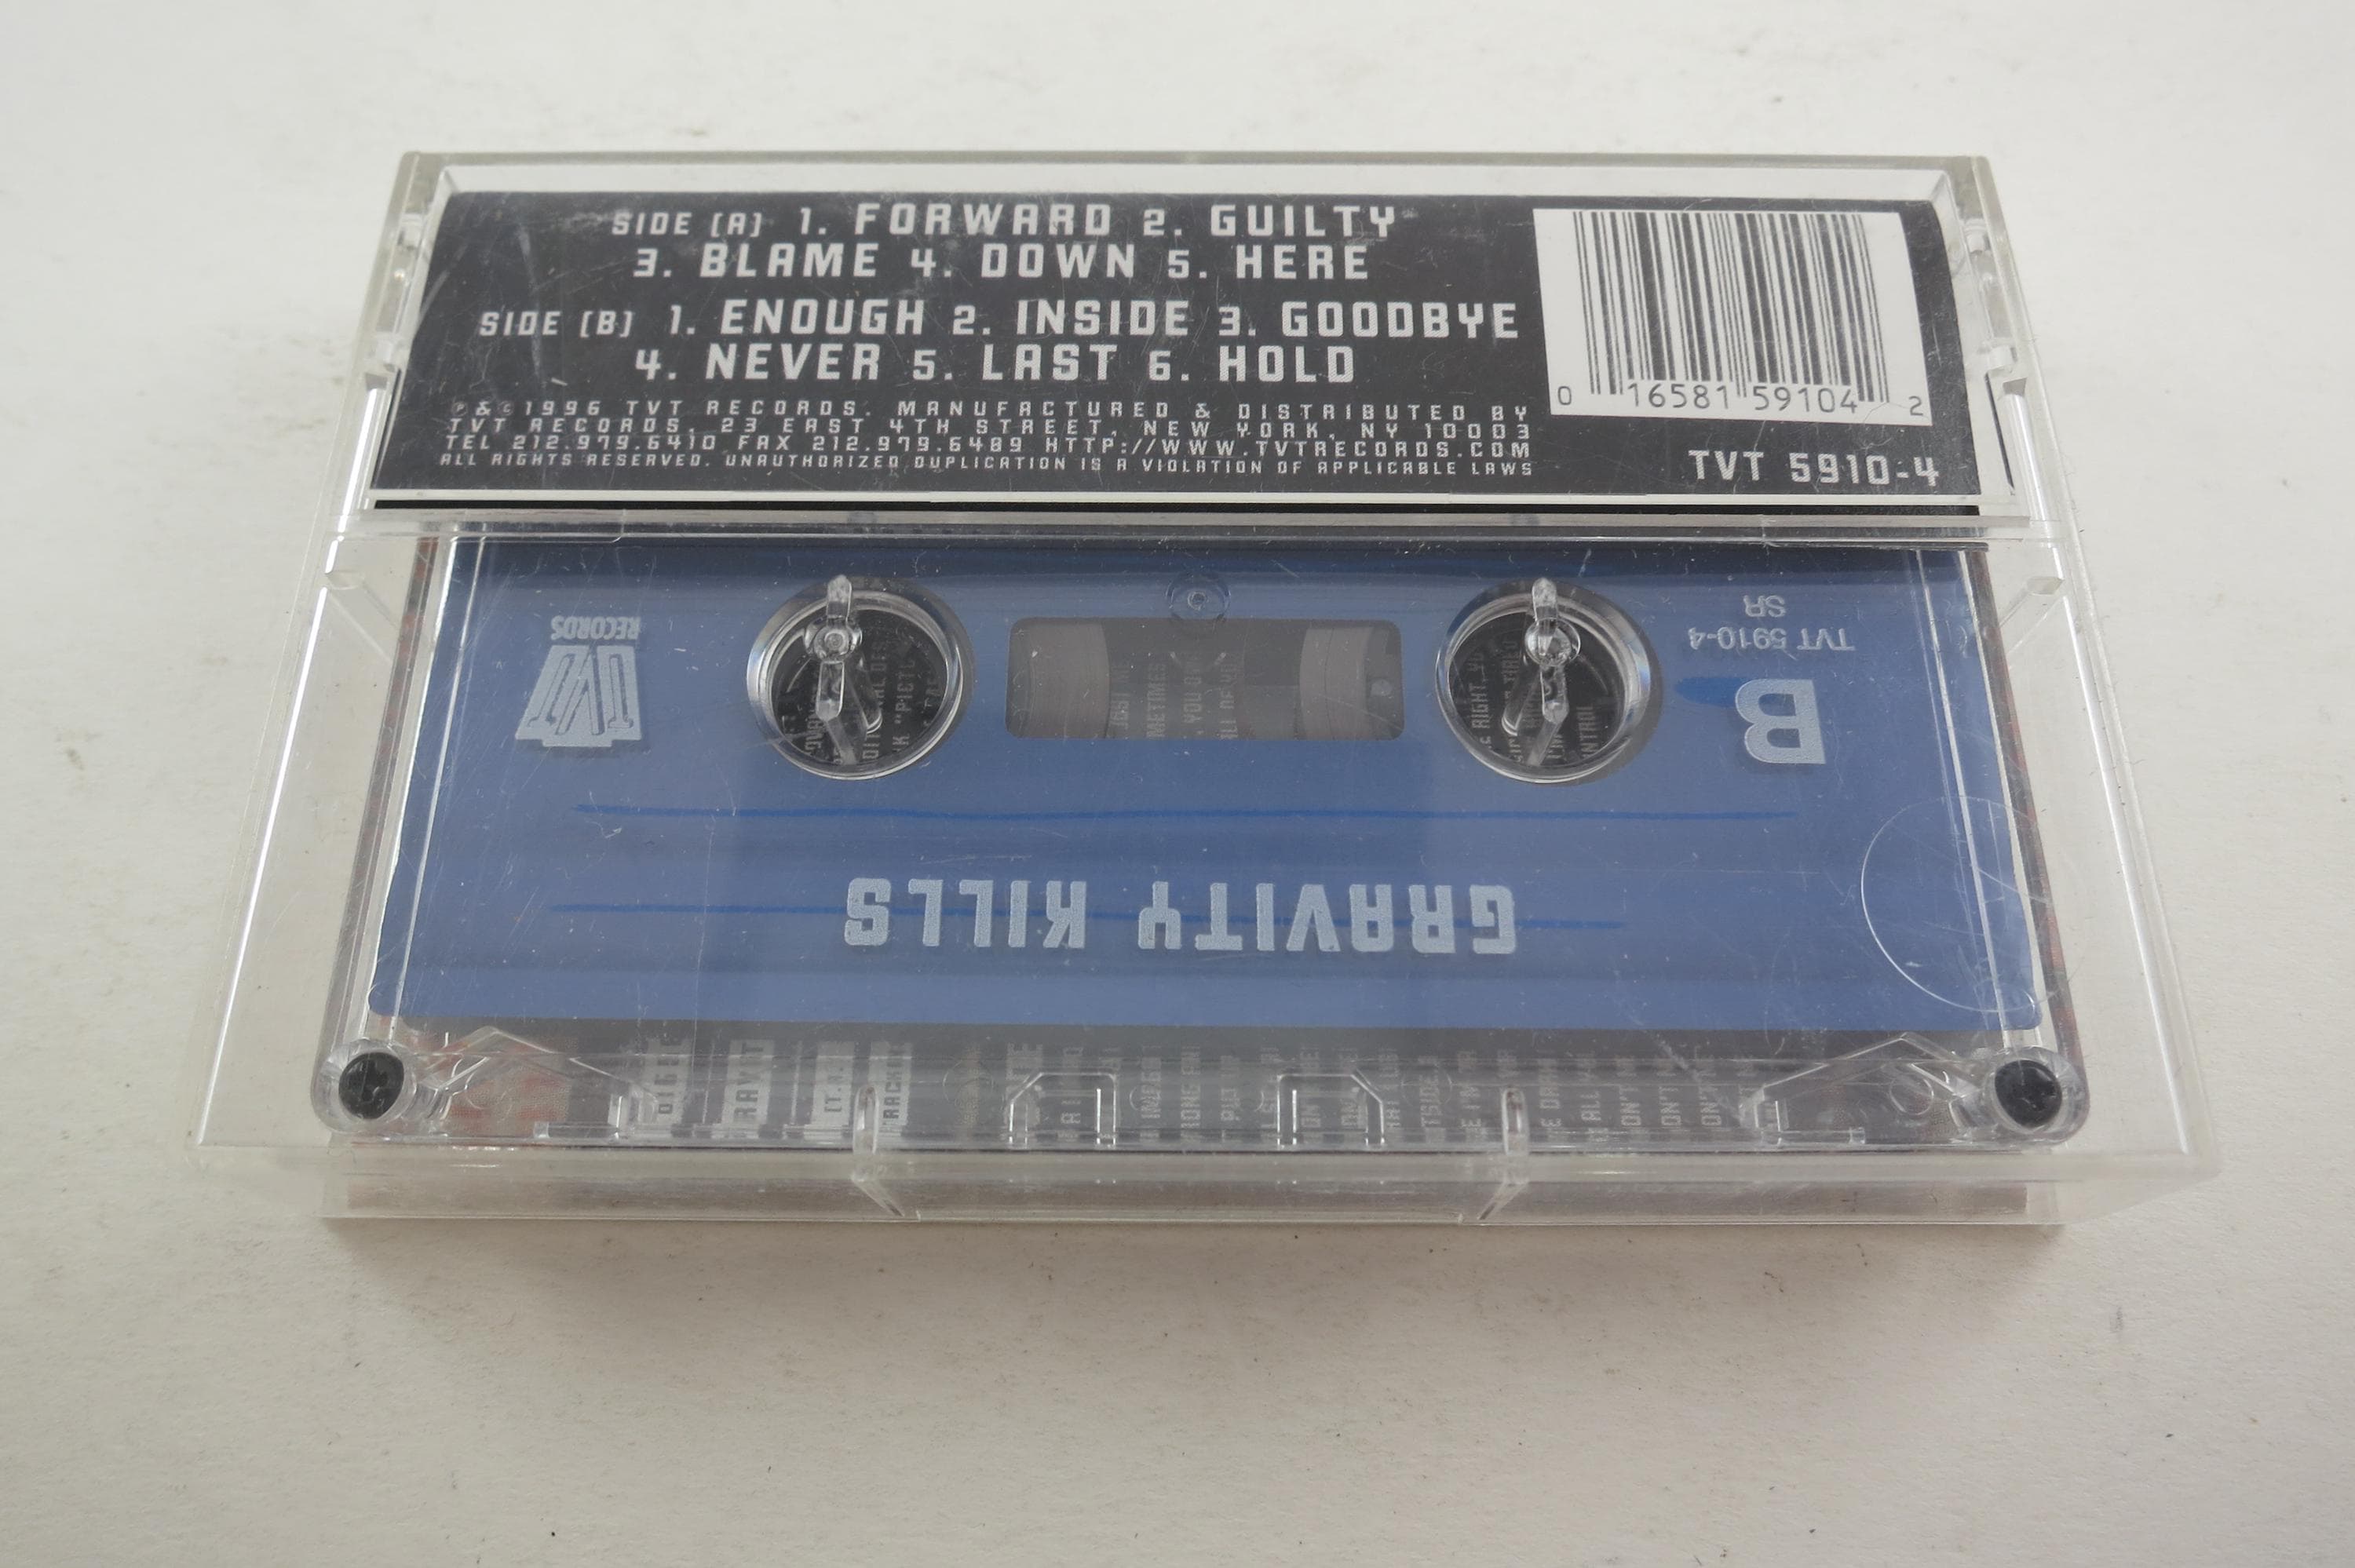 SIDE [A] 1. FORWARD 2. GUILTY
3. BLAME 4. DOWN 5. HERE
SIDE [B] 1. ENOUGH 2. INSIDE 3. GOODBYE
4. NEVER 5. LAST 6. HOLD
℗ & © 1996 TVT RECORDS. MANUFACTURED & DISTRIBUTED BY
TVT RECORDS, 23 EAST 4TH STREET, NEW YORK, NY 10003
TEL 212.979.6410 FAX 212.979.6489 HTTP://WWW.TVTRECORDS.COM
ALL RIGHTS RESERVED. UNAUTHORIZED DUPLICATION IS A VIOLATION OF APPLICABLE LAWS
0 16581 59104 2
TVT 5910-4
TVT RECORDS
SR
TVT 5910-4
B
GRAVITY KILLS